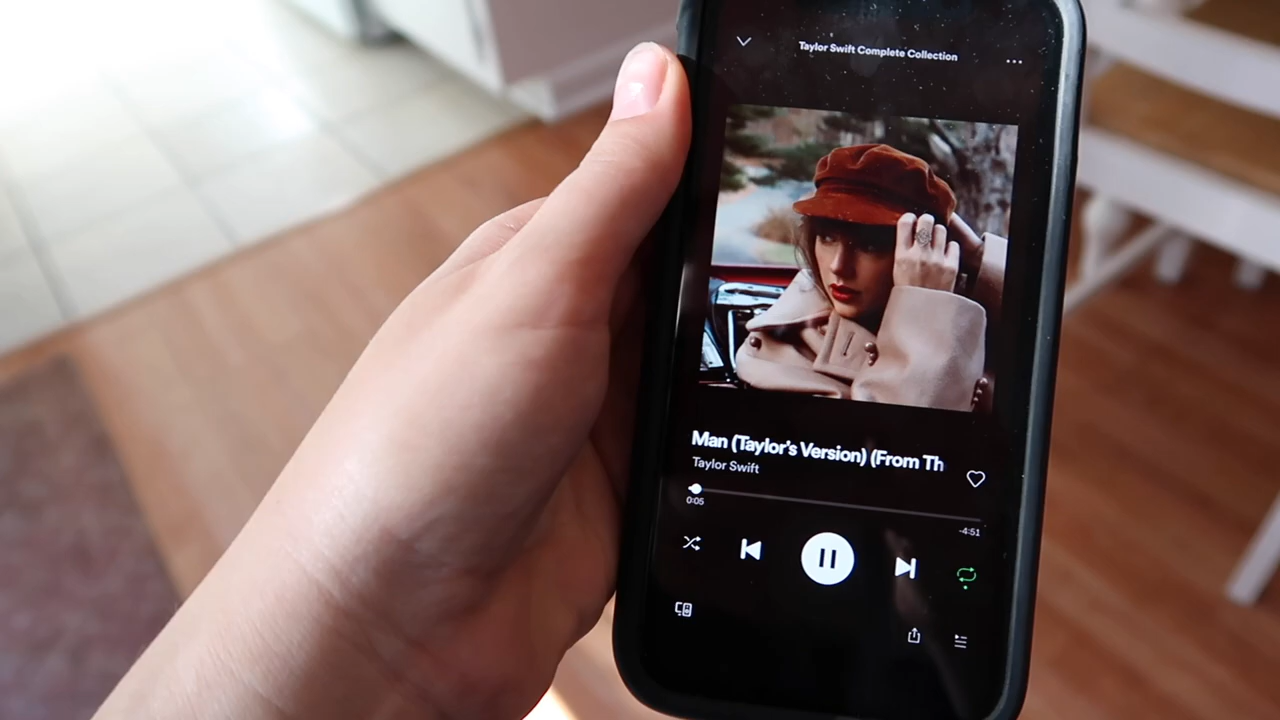 Taylor Swift Complete Collection
Man (Taylor's Version) (From Th
Taylor Swift
0:05
-4:51